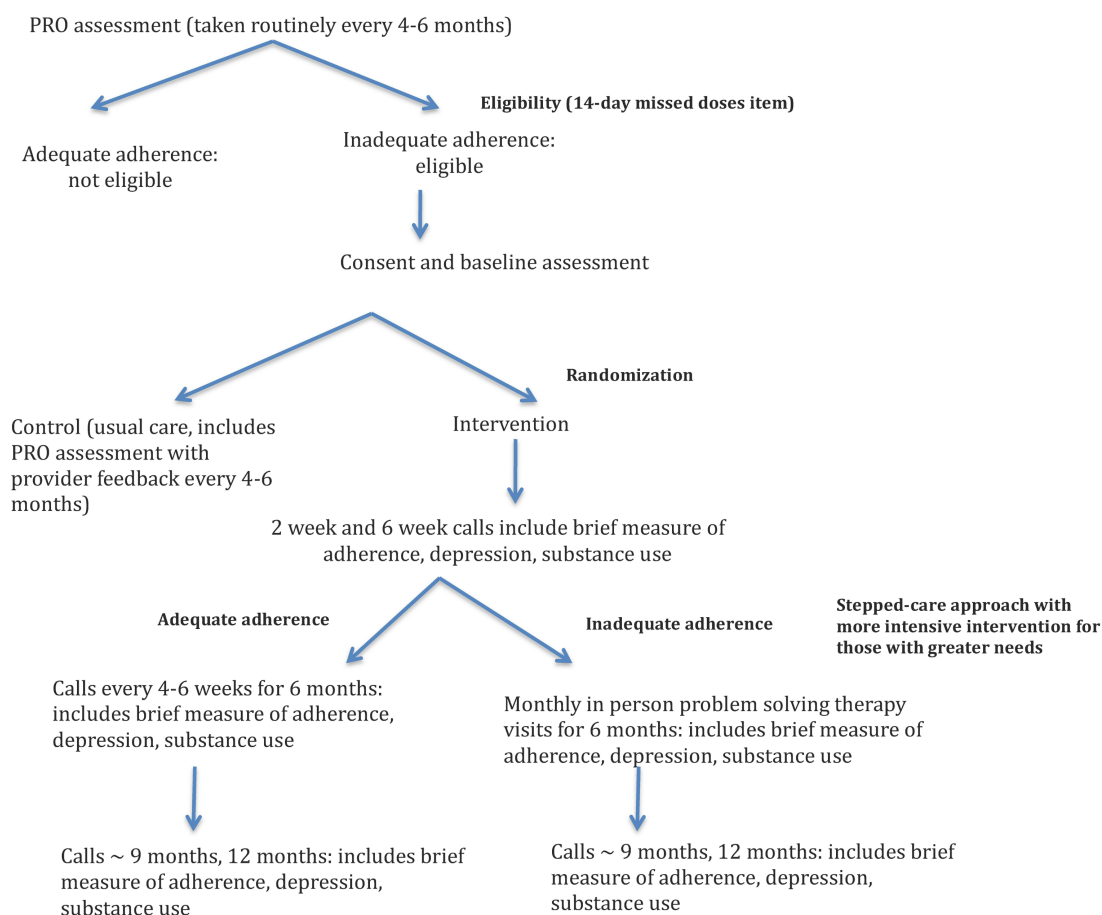 PRO assessment (taken routinely every 4-6 months)
Eligibility (14-day missed doses item)
Adequate adherence:
not eligible
Inadequate adherence:
eligible
Consent and baseline assessment
Randomization
Control (usual care, includes
PRO assessment with
provider feedback every 4-6
months)
Intervention
2 week and 6 week calls include brief measure of
adherence, depression, substance use
Adequate adherence
Inadequate adherence
Stepped-care approach with
more intensive intervention for
those with greater needs
Calls every 4-6 weeks for 6 months:
includes brief measure of adherence,
depression, substance use
Monthly in person problem solving therapy
visits for 6 months: includes brief measure of
adherence, depression, substance use
Calls ~ 9 months, 12 months: includes brief
measure of adherence, depression,
substance use
Calls ~ 9 months, 12 months: includes brief
measure of adherence, depression,
substance use